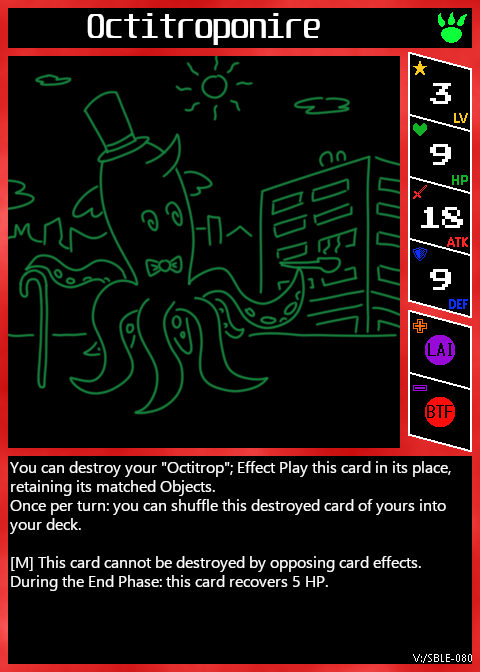 Octitroponire
3
LV
9
HP
18
ATK
9
DEF
LAI
BTF
You can destroy your "Octitrop"; Effect Play this card in its place,
retaining its matched Objects.
Once per turn: you can shuffle this destroyed card of yours into
your deck.
[M] This card cannot be destroyed by opposing card effects.
During the End Phase: this card recovers 5 HP.
V:/SBLE-080